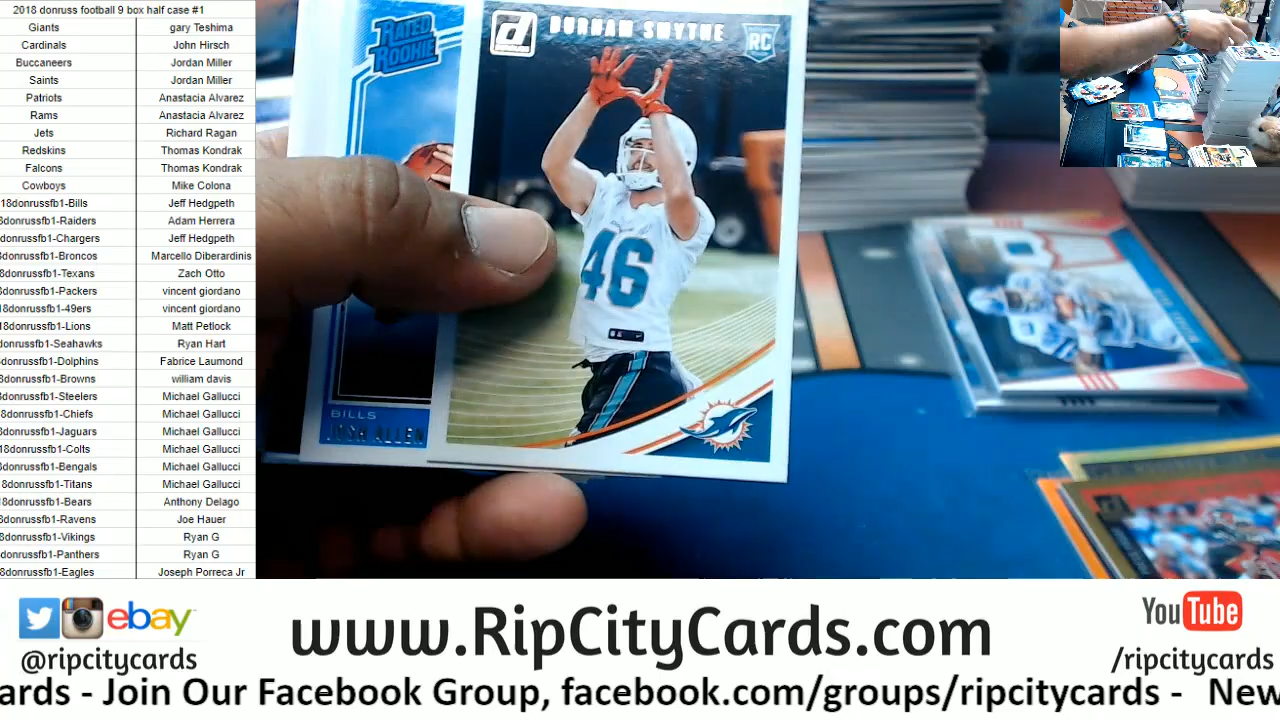 2018 donruss football 9 box half case #1
Giants gary Teshima
Cardinals John Hirsch
Buccaneers Jordan Miller
Saints Jordan Miller
Patriots Anastacia Alvarez
Rams Anastacia Alvarez
Jets Richard Ragan
Redskins Thomas Kondrak
Falcons Thomas Kondrak
Cowboys Mike Colona
18donrussfb1-Bills Jeff Hedgpeth
8donrussfb1-Raiders Adam Herrera
donrussfb1-Chargers Jeff Hedgpeth
donrussfb1-Broncos Marcello Diberardinis
8donrussfb1-Texans Zach Otto
8donrussfb1-Packers vincent giordano
18donrussfb1-49ers vincent giordano
18donrussfb1-Lions Matt Petlock
donrussfb1-Seahawks Ryan Hart
donrussfb1-Dolphins Fabrice Laumond
8donrussfb1-Browns william davis
donrussfb1-Steelers Michael Gallucci
8donrussfb1-Chiefs Michael Gallucci
donrussfb1-Jaguars Michael Gallucci
18donrussfb1-Colts Michael Gallucci
donrussfb1-Bengals Michael Gallucci
8donrussfb1-Titans Michael Gallucci
18donrussfb1-Bears Anthony Delago
donrussfb1-Ravens Joe Hauer
donrussfb1-Vikings Ryan G
donrussfb1-Panthers Ryan G
8donrussfb1-Eagles Joseph Porreca Jr
RATED
ROOKIE
BILLS
JOSH ALLEN
d
DURHAM SMYTHE
RC
46
ebay
@ripcitycards
www.RipCityCards.com
YouTube
/ripcitycards
ards - Join Our Facebook Group, facebook.com/groups/ripcitycards - New